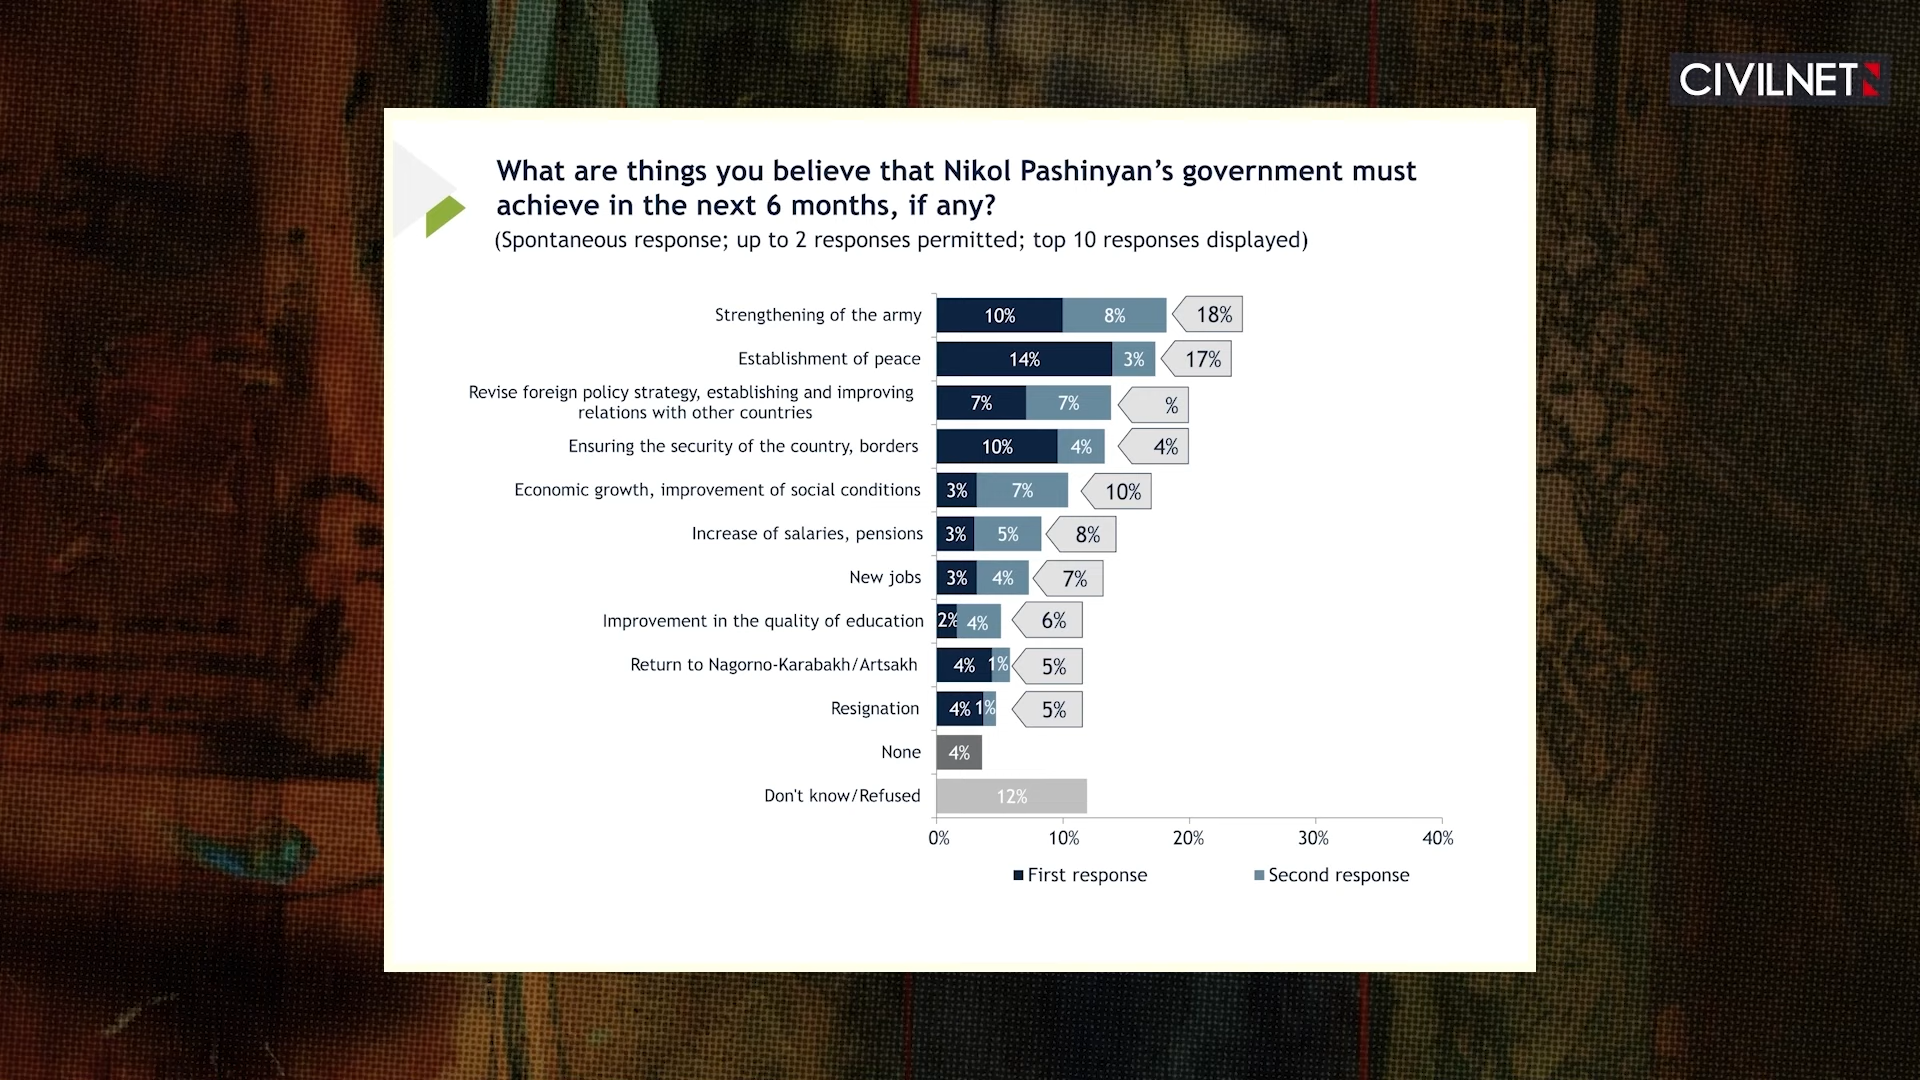 CIVILNET
What are things you believe that Nikol Pashinyan’s government must
achieve in the next 6 months, if any?
(Spontaneous response; up to 2 responses permitted; top 10 responses displayed)
Strengthening of the army 10% 8% 18%
Establishment of peace 14% 3% 17%
Revise foreign policy strategy, establishing and improving
relations with other countries 7% 7% %
Ensuring the security of the country, borders 10% 4% 4%
Economic growth, improvement of social conditions 3% 7% 10%
Increase of salaries, pensions 3% 5% 8%
New jobs 3% 4% 7%
Improvement in the quality of education 2% 4% 6%
Return to Nagorno-Karabakh/Artsakh 4% 1% 5%
Resignation 4% 1% 5%
None 4%
Don't know/Refused 12%
0% 10% 20% 30% 40%
First response Second response